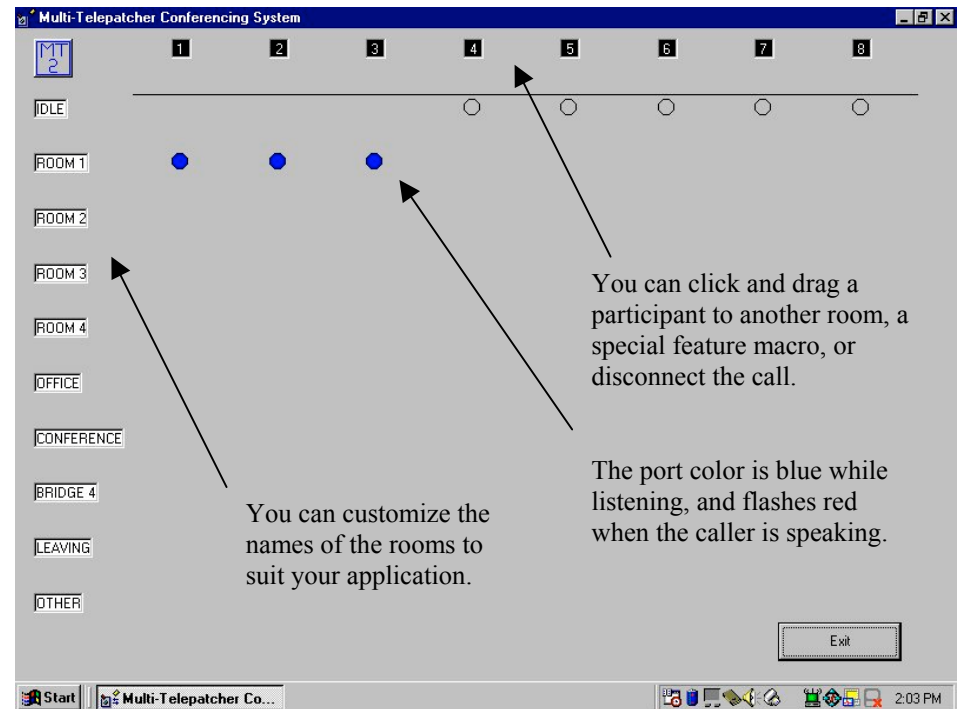 Multi-Telepatcher Conferencing System
MT
2
1 2 3 4 5 6 7 8
IDLE
ROOM 1
ROOM 2
ROOM 3
ROOM 4
OFFICE
CONFERENCE
BRIDGE 4
LEAVING
OTHER
You can click and drag a
participant to another room, a
special feature macro, or
disconnect the call.
The port color is blue while
listening, and flashes red
when the caller is speaking.
You can customize the
names of the rooms to
suit your application.
Exit
Start
Multi-Telepatcher Co...
2:03 PM